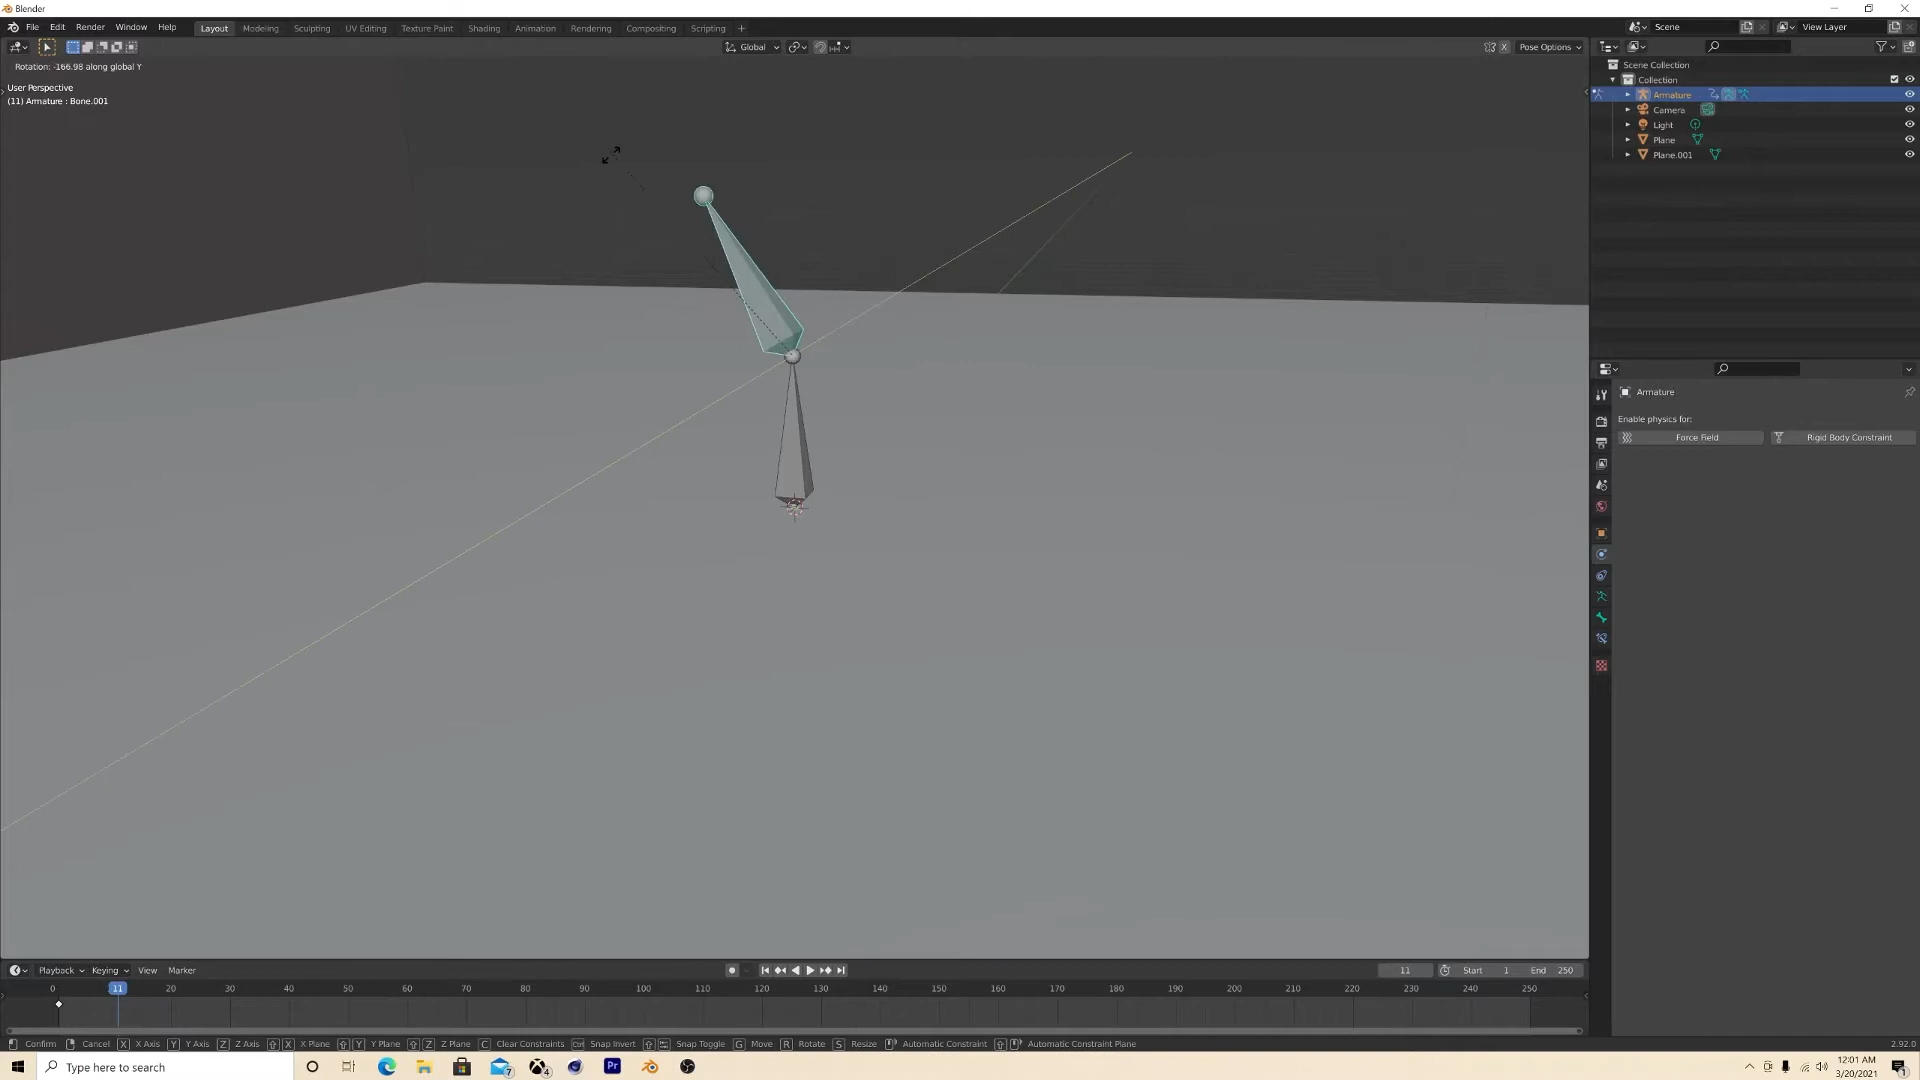 Blender
File Edit Render Window Help Layout Modeling Sculpting UV Editing Texture Paint Shading Animation Rendering Compositing Scripting + Scene View Layer
Global X Pose Options
Rotation: -166.98 along global Y
User Perspective
(11) Armature : Bone.001
Scene Collection
Collection
Armature
Camera
Light
Plane
Plane.001
Armature
Enable physics for:
Force Field Rigid Body Constraint
Playback Keying View Marker 11 Start 1 End 250
0 11 20 30 40 50 60 70 80 90 100 110 120 130 140 150 160 170 180 190 200 210 220 230 240 250
Confirm Cancel X X Axis Y Y Axis Z Z Axis X X Plane Y Y Plane Z Z Plane C Clear Constraints Ctrl Snap Invert Snap Toggle G Move R Rotate S Resize Automatic Constraint Automatic Constraint Plane 2.92.0
Type here to search 7 4 Pr 12:01 AM
3/20/2021 1